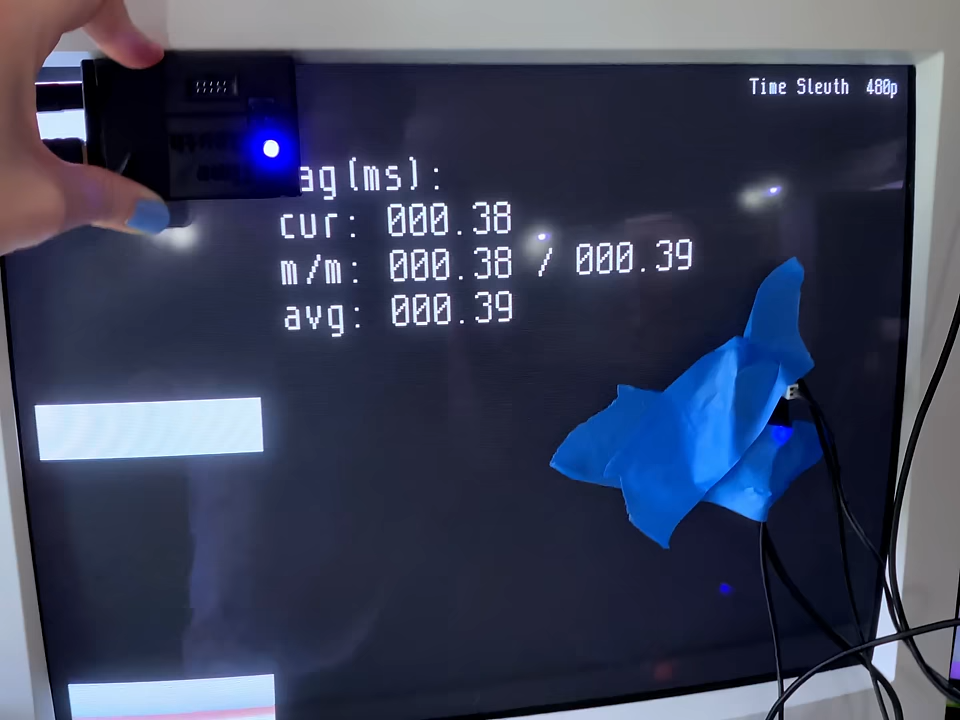 Time Sleuth 480p
ag(ms):
cur: 000.38
m/m: 000.38 / 000.39
avg: 000.39